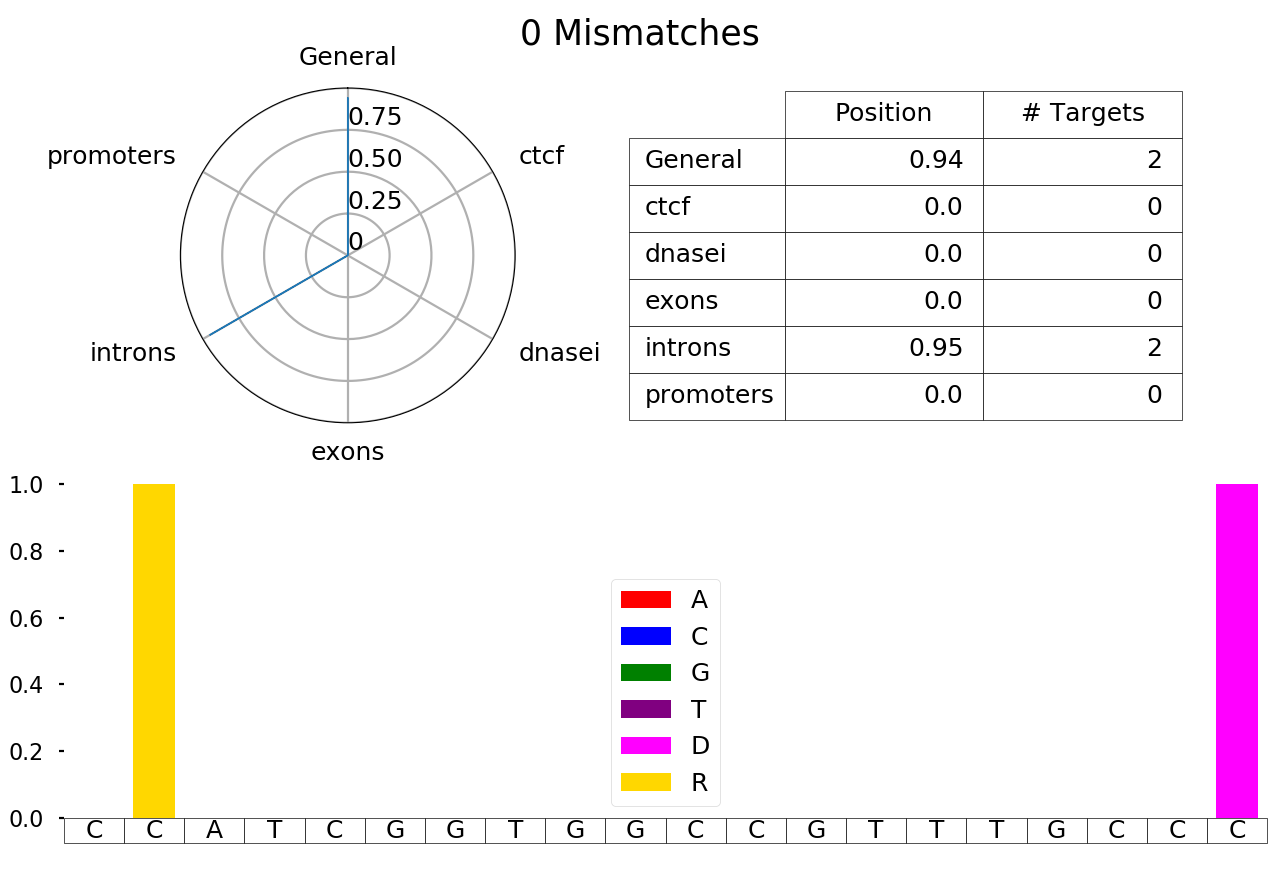 0 Mismatches
General
promoters
ctcf
introns
dnasei
exons
0.75
0.50
0.25
0
Position # Targets
General 0.94 2
ctcf 0.0 0
dnasei 0.0 0
exons 0.0 0
introns 0.95 2
promoters 0.0 0
1.0
0.8
0.6
0.4
0.2
0.0
A
C
G
T
D
R
C C A T C G G T G G C C G T T T G C C C